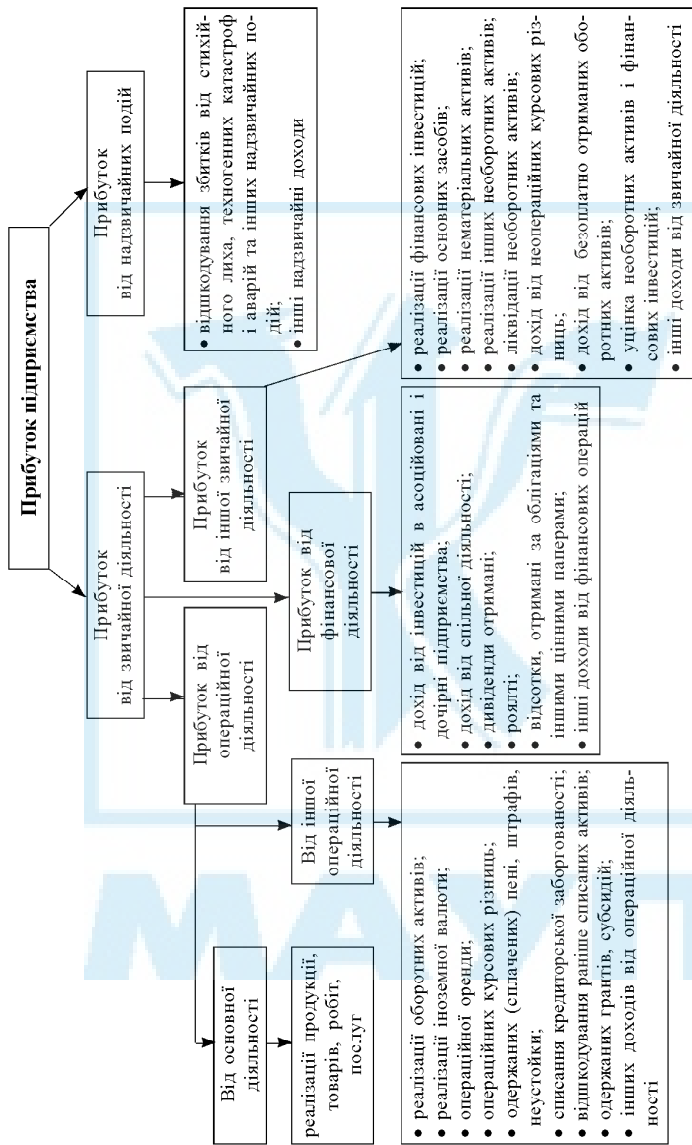 Прибуток підприємства
Прибуток
від звичайної діяльності
Прибуток
від надзвичайних подій
Прибуток від
операційної
діяльності
Прибуток
від іншої звичайної
діяльності
Прибуток від
фінансової
діяльності
Від основної
діяльності
Від іншої
операційної
діяльності
реалізації продукції,
товарів, робіт,
послуг
• реалізації оборотних активів;
• реалізації іноземної валюти;
• операційної оренди;
• операційних курсових різниць;
• одержаних (сплачених) пені, штрафів,
неустойки;
• списання кредиторської заборгованості;
• відшкодування раніше списаних активів;
• одержаних грантів, субсидій;
• інших доходів від операційної діяль-
ності
• дохід від інвестицій в асоційовані і
дочірні підприємства;
• дохід від спільної діяльності;
• дивіденди отримані;
• роялті;
• відсотки, отримані за облігаціями та
іншими цінними паперами;
• інші доходи від фінансових операцій
• відшкодування збитків від стихій-
ного лиха, техногенних катастроф
і аварій та інших надзвичайних по-
дій;
• інші надзвичайні доходи
• реалізації фінансових інвестицій;
• реалізації основних засобів;
• реалізації нематеріальних активів;
• реалізації інших необоротних активів;
• ліквідації необоротних активів;
• дохід від неопераційних курсових різ-
ниць;
• дохід від безоплатно отриманих обо-
ротних активів;
• уцінка необоротних активів і фінан-
сових інвестицій;
• інші доходи від звичайної діяльності
МАУП